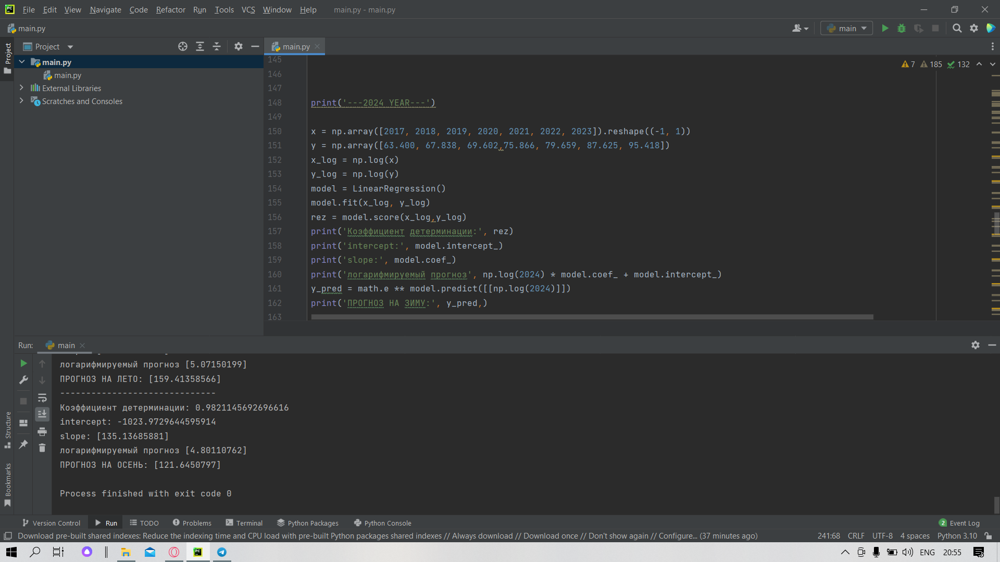 File Edit View Navigate Code Refactor Run Tools VCS Window Help main.py - main.py
main.py
main
Project
main.py
7 185 132
main.py
main.py
External Libraries
Scratches and Consoles
Project
145
146
147
148 print('---2024 YEAR---')
149
150 x = np.array([2017, 2018, 2019, 2020, 2021, 2022, 2023]).reshape((-1, 1))
151 y = np.array([63.400, 67.838, 69.602,75.866, 79.659, 87.625, 95.418])
152 x_log = np.log(x)
153 y_log = np.log(y)
154 model = LinearRegression()
155 model.fit(x_log, y_log)
156 rez = model.score(x_log,y_log)
157 print('Коэффициент детерминации:', rez)
158 print('intercept:', model.intercept_)
159 print('slope:', model.coef_)
160 print('логарифмируемый прогноз', np.log(2024) * model.coef_ + model.intercept_)
161 y_pred = math.e ** model.predict([[np.log(2024)]])
162 print('ПРОГНОЗ НА ЗИМУ:', y_pred,)
163
Run: main
логарифмируемый прогноз [5.07150199]
ПРОГНОЗ НА ЛЕТО: [159.41358566]
------------------------------
Коэффициент детерминации: 0.9821145692696616
intercept: -1023.9729644595914
slope: [135.13685881]
логарифмируемый прогноз [4.80110762]
ПРОГНОЗ НА ОСЕНЬ: [121.6450797]
Process finished with exit code 0
Structure
Bookmarks
Version Control Run TODO Problems Terminal Python Packages Python Console 2 Event Log
Download pre-built shared indexes: Reduce the indexing time and CPU load with pre-built Python packages shared indexes // Always download // Download once // Don't show again // Configure... (37 minutes ago) 241:68 CRLF UTF-8 4 spaces Python 3.10
ENG 20:55